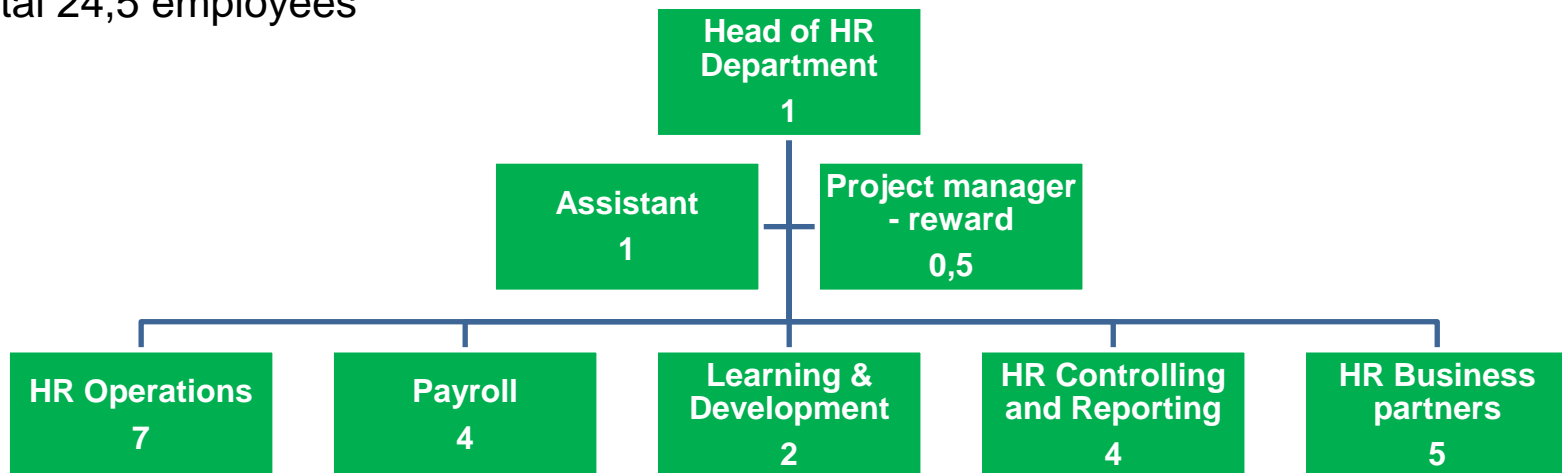 tal 24,5 employees
Head of HR
Department
1
Assistant
1
Project manager
- reward
0,5
HR Operations
7
Payroll
4
Learning &
Development
2
HR Controlling
and Reporting
4
HR Business
partners
5